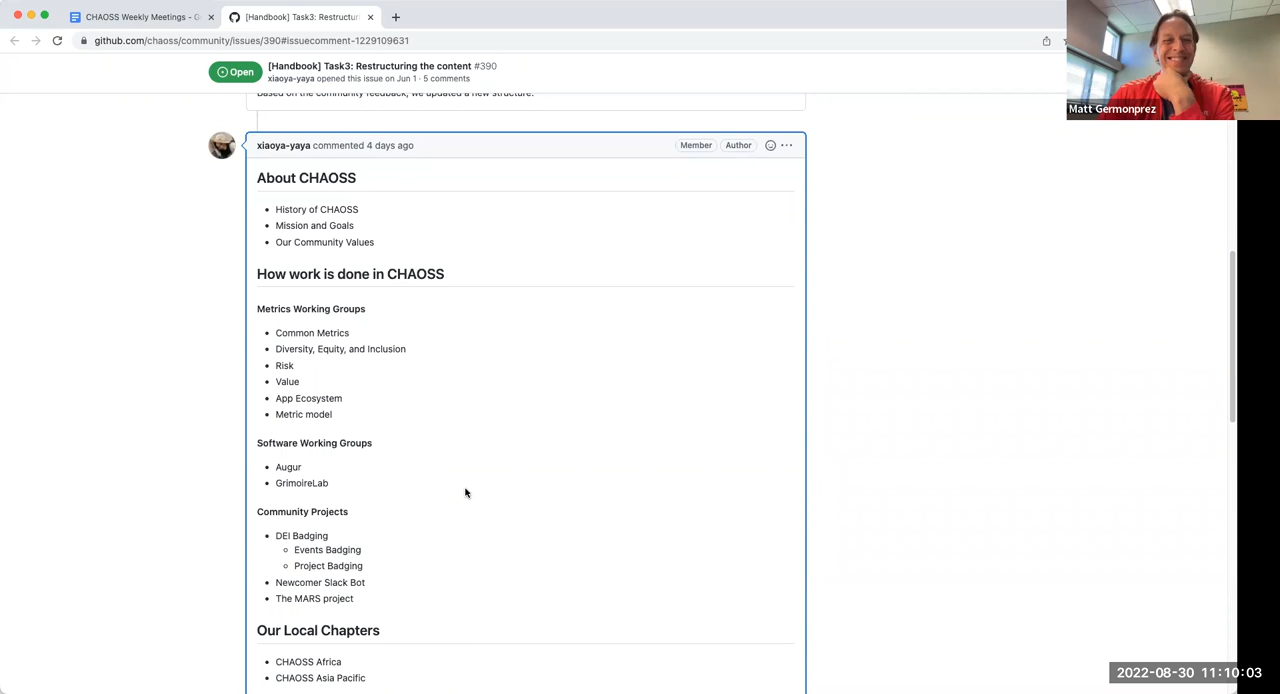 CHAOSS Weekly Meetings - G
[Handbook] Task3: Restructur
github.com/chaoss/community/issues/390#issuecomment-1229109631
Open
[Handbook] Task3: Restructuring the content #390
xiaoya-yaya opened this issue on Jun 1 · 5 comments
Matt Germonprez
Based on the community feedback, we updated a new structure.
xiaoya-yaya commented 4 days ago
Member
Author
About CHAOSS
History of CHAOSS
Mission and Goals
Our Community Values
How work is done in CHAOSS
Metrics Working Groups
Common Metrics
Diversity, Equity, and Inclusion
Risk
Value
App Ecosystem
Metric model
Software Working Groups
Augur
GrimoireLab
Community Projects
DEI Badging
Events Badging
Project Badging
Newcomer Slack Bot
The MARS project
Our Local Chapters
CHAOSS Africa
CHAOSS Asia Pacific
2022-08-30 11:10:03